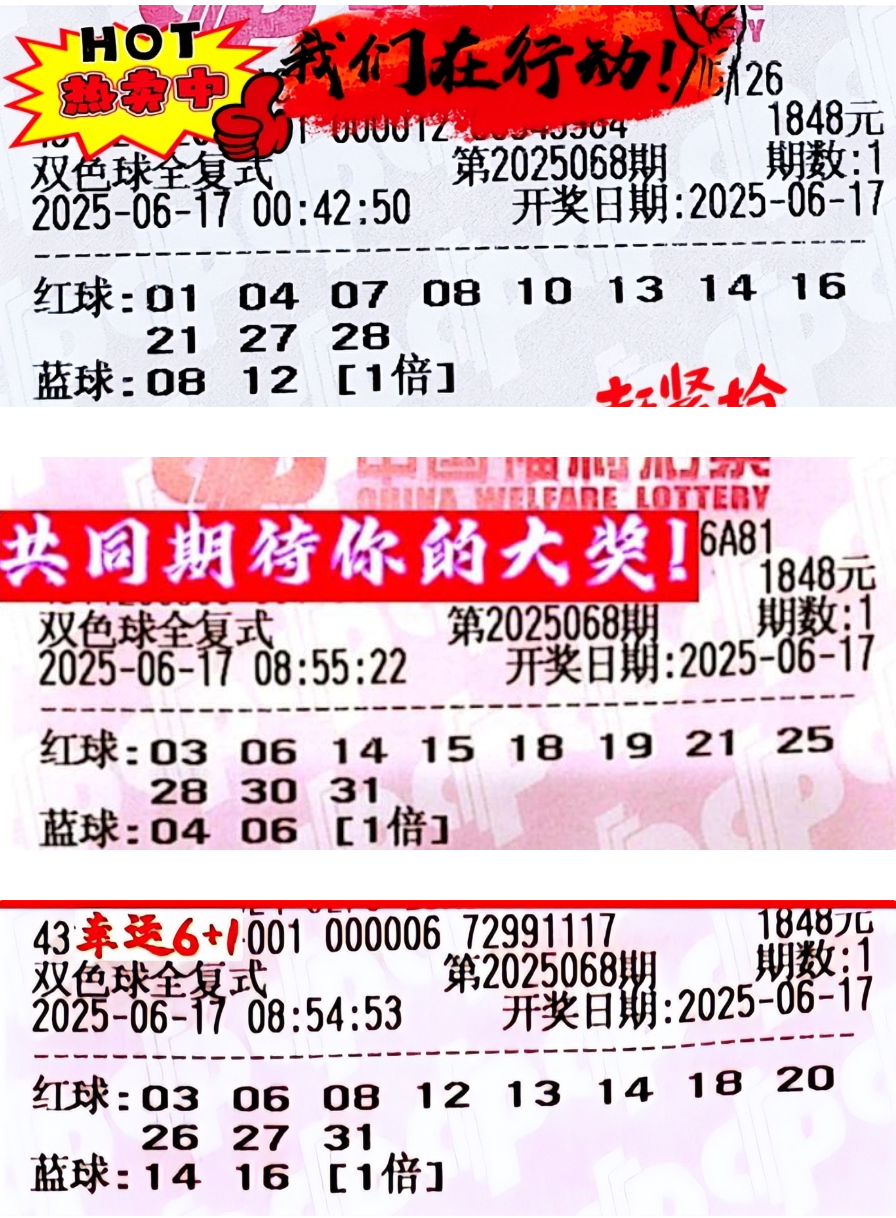 HOT
热卖中
我们在行动!
A26
000012
1848元
双色球全复式 第2025068期 期数:1
2025-06-17 00:42:50 开奖日期:2025-06-17
红球:01 04 07 08 10 13 14 16
21 27 28
蓝球:08 12 [1倍]
赶紧抢
中国福利彩票
CHINA WELFARE LOTTERY
共同期待你的大奖!
6A81
1848元
双色球全复式 第2025068期 期数:1
2025-06-17 08:55:22 开奖日期:2025-06-17
红球:03 06 14 15 18 19 21 25
28 30 31
蓝球:04 06 [1倍]
43 幸运6+1 001 000006 72991117 1848元
双色球全复式 第2025068期 期数:1
2025-06-17 08:54:53 开奖日期:2025-06-17
红球:03 06 08 12 13 14 18 20
26 27 31
蓝球:14 16 [1倍]